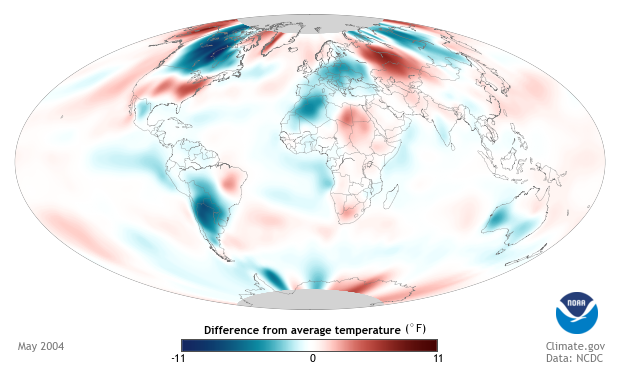 NOAA
Difference from average temperature (°F)
May 2004
-11
0
11
Climate.gov
Data: NCDC